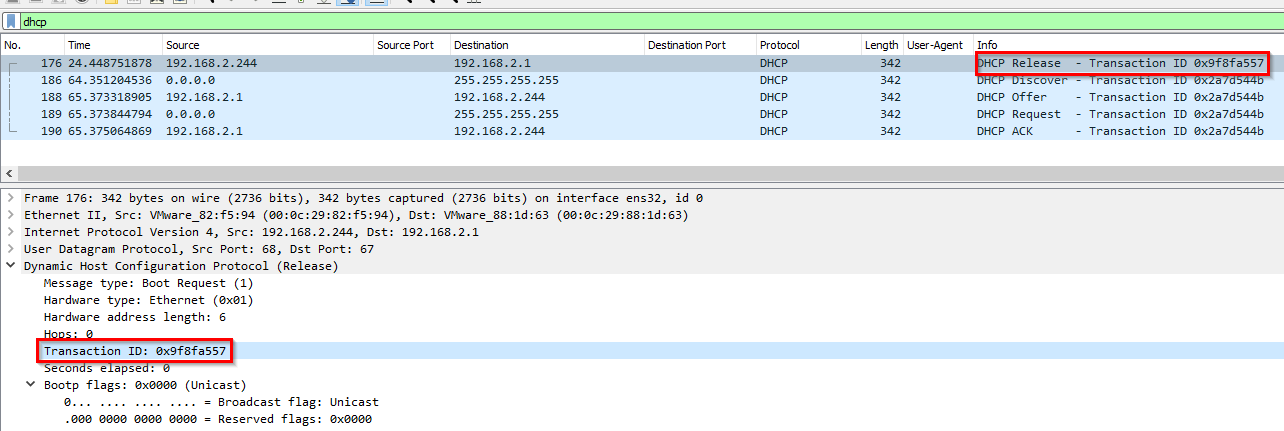 dhcp
No. Time Source Source Port Destination Destination Port Protocol Length User-Agent Info
176 24.448751878 192.168.2.244 192.168.2.1 DHCP 342 DHCP Release - Transaction ID 0x9f8fa557
186 64.351204536 0.0.0.0 255.255.255.255 DHCP 342 DHCP Discover - Transaction ID 0x2a7d544b
188 65.373318905 192.168.2.1 192.168.2.244 DHCP 342 DHCP Offer - Transaction ID 0x2a7d544b
189 65.373844794 0.0.0.0 255.255.255.255 DHCP 342 DHCP Request - Transaction ID 0x2a7d544b
190 65.375064869 192.168.2.1 192.168.2.244 DHCP 342 DHCP ACK - Transaction ID 0x2a7d544b
Frame 176: 342 bytes on wire (2736 bits), 342 bytes captured (2736 bits) on interface ens32, id 0
Ethernet II, Src: VMware_82:f5:94 (00:0c:29:82:f5:94), Dst: VMware_88:1d:63 (00:0c:29:88:1d:63)
Internet Protocol Version 4, Src: 192.168.2.244, Dst: 192.168.2.1
User Datagram Protocol, Src Port: 68, Dst Port: 67
Dynamic Host Configuration Protocol (Release)
Message type: Boot Request (1)
Hardware type: Ethernet (0x01)
Hardware address length: 6
Hops: 0
Transaction ID: 0x9f8fa557
Seconds elapsed: 0
Bootp flags: 0x0000 (Unicast)
0... .... .... .... = Broadcast flag: Unicast
.000 0000 0000 0000 = Reserved flags: 0x0000